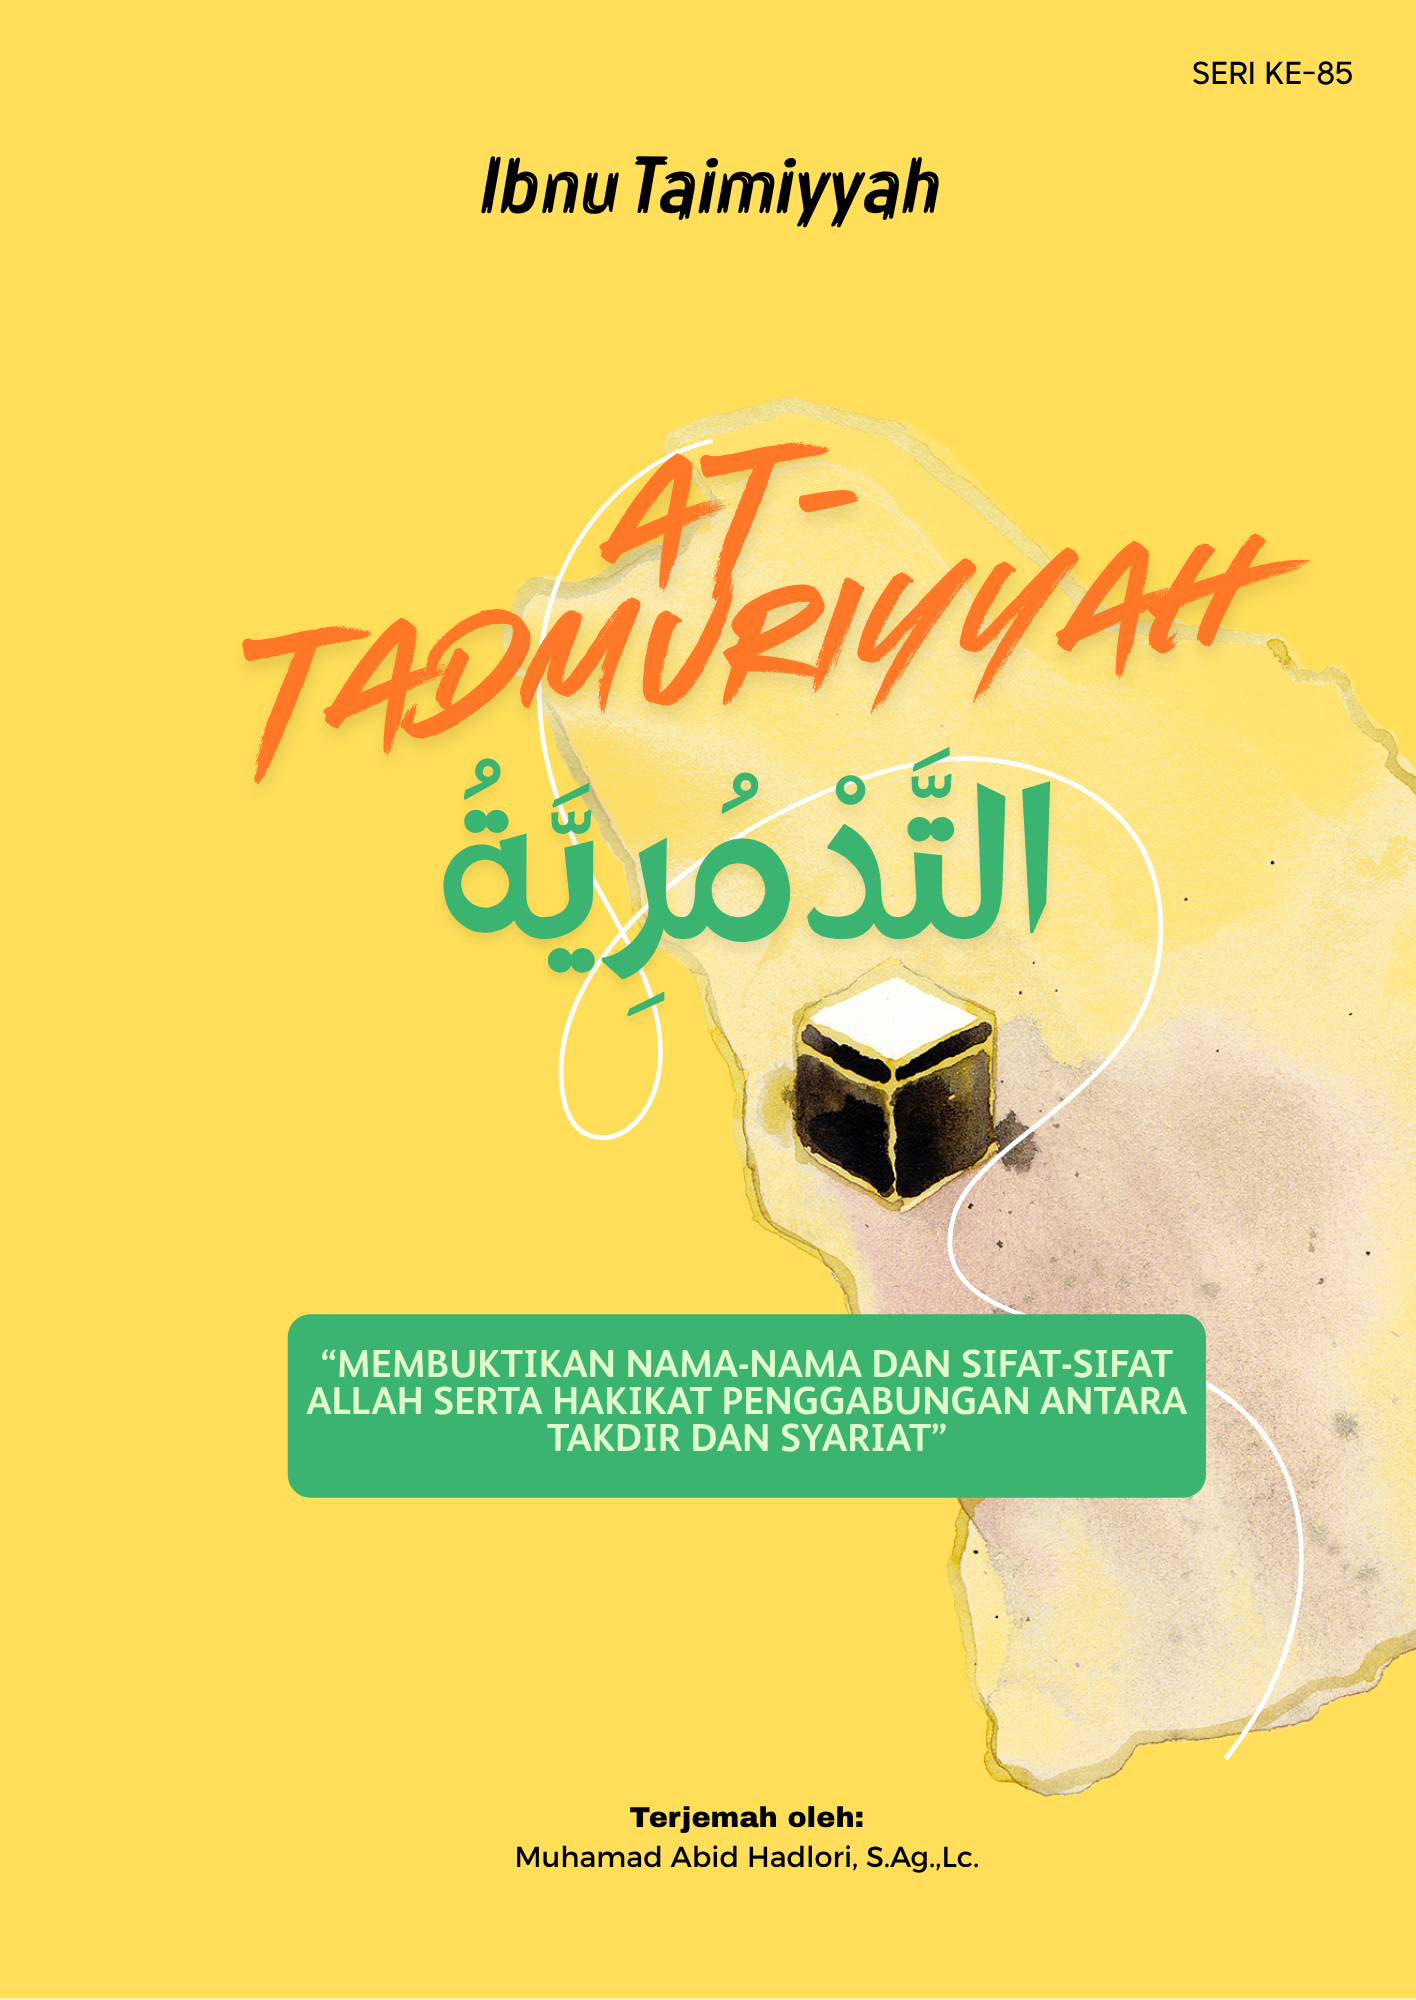 SERI KE-85
Ibnu Taimiyyah
AT-
TADMURIYYAH
التَّدْمُرِيَّةُ
“MEMBUKTIKAN NAMA-NAMA DAN SIFAT-SIFAT
ALLAH SERTA HAKIKAT PENGGABUNGAN ANTARA
TAKDIR DAN SYARIAT”
Terjemah oleh:
Muhamad Abid Hadlori, S.Ag.,Lc.